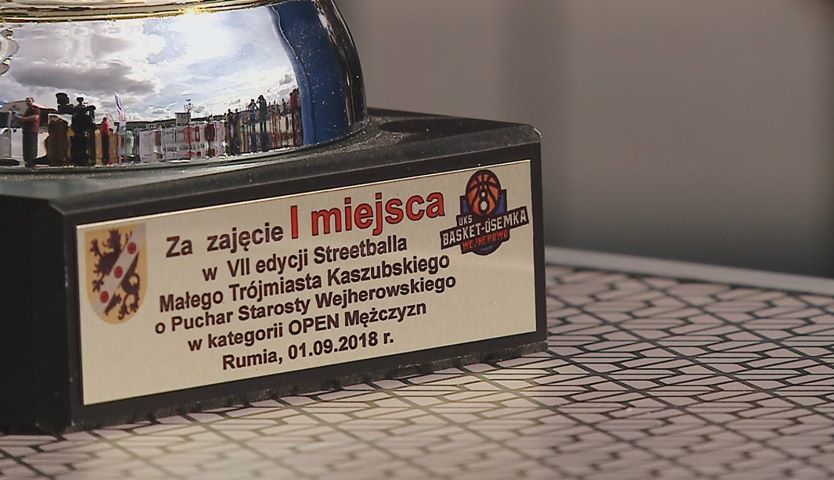 Za zajęcie I miejsca
w VII edycji Streetballa
Małego Trójmiasta Kaszubskiego
o Puchar Starosty Wejherowskiego
w kategorii OPEN Mężczyzn
Rumia, 01.09.2018 r.
8
UKS
BASKET-ÓSEMKA
WEJHEROWO